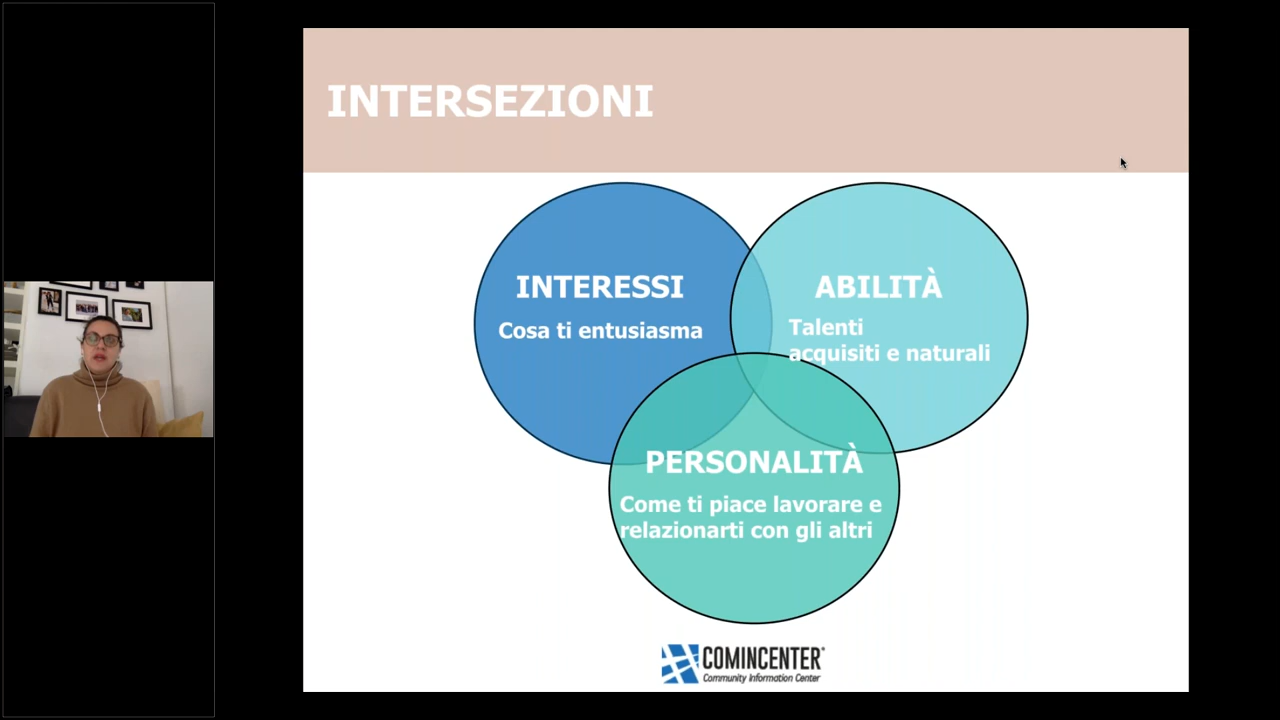 INTERSEZIONI
INTERESSI
Cosa ti entusiasma
ABILITÀ
Talenti
acquisiti e naturali
PERSONALITÀ
Come ti piace lavorare e
relazionarti con gli altri
COMINCENTER®
Community Information Center